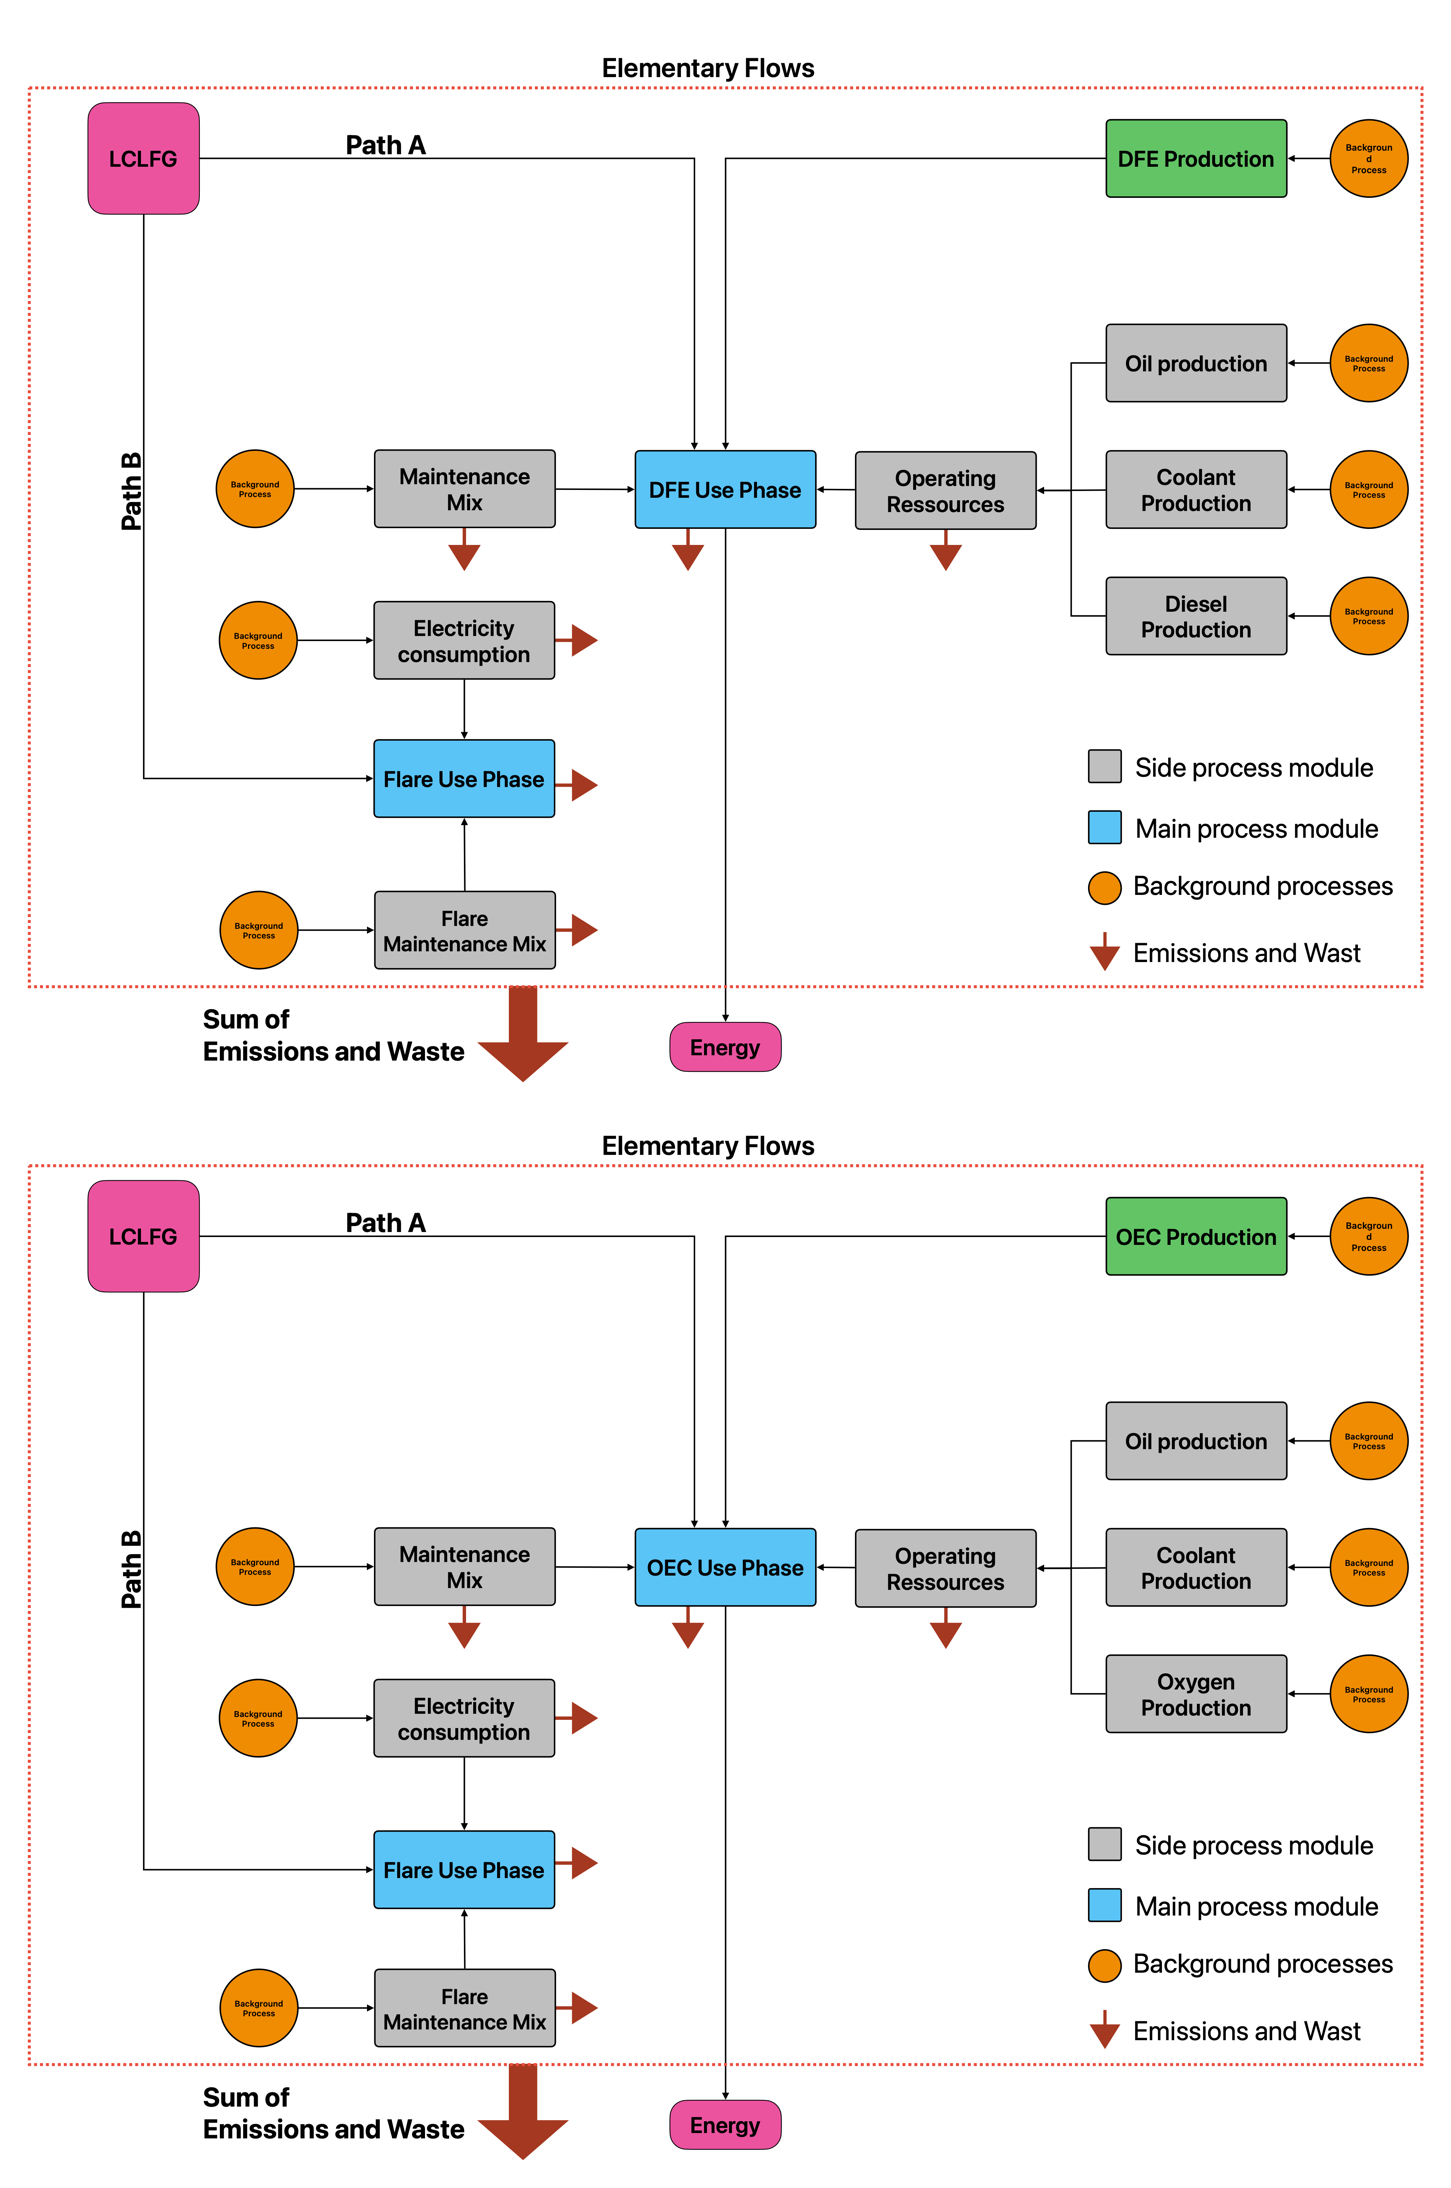 Elementary Flows
LCLFG
Path A
DFE Production
Backgroun
d
Process
Oil production
Background
Process
Path B
Background
Process
Maintenance
Mix
DFE Use Phase
Operating
Ressources
Coolant
Production
Background
Process
Background
Process
Electricity
consumption
Diesel
Production
Background
Process
Flare Use Phase
Side process module
Main process module
Background processes
Background
Process
Flare
Maintenance Mix
Emissions and Wast
Sum of
Emissions and Waste
Energy
Elementary Flows
LCLFG
Path A
OEC Production
Backgroun
d
Process
Oil production
Background
Process
Path B
Background
Process
Maintenance
Mix
OEC Use Phase
Operating
Ressources
Coolant
Production
Background
Process
Background
Process
Electricity
consumption
Oxygen
Production
Background
Process
Flare Use Phase
Side process module
Main process module
Background processes
Background
Process
Flare
Maintenance Mix
Emissions and Wast
Sum of
Emissions and Waste
Energy